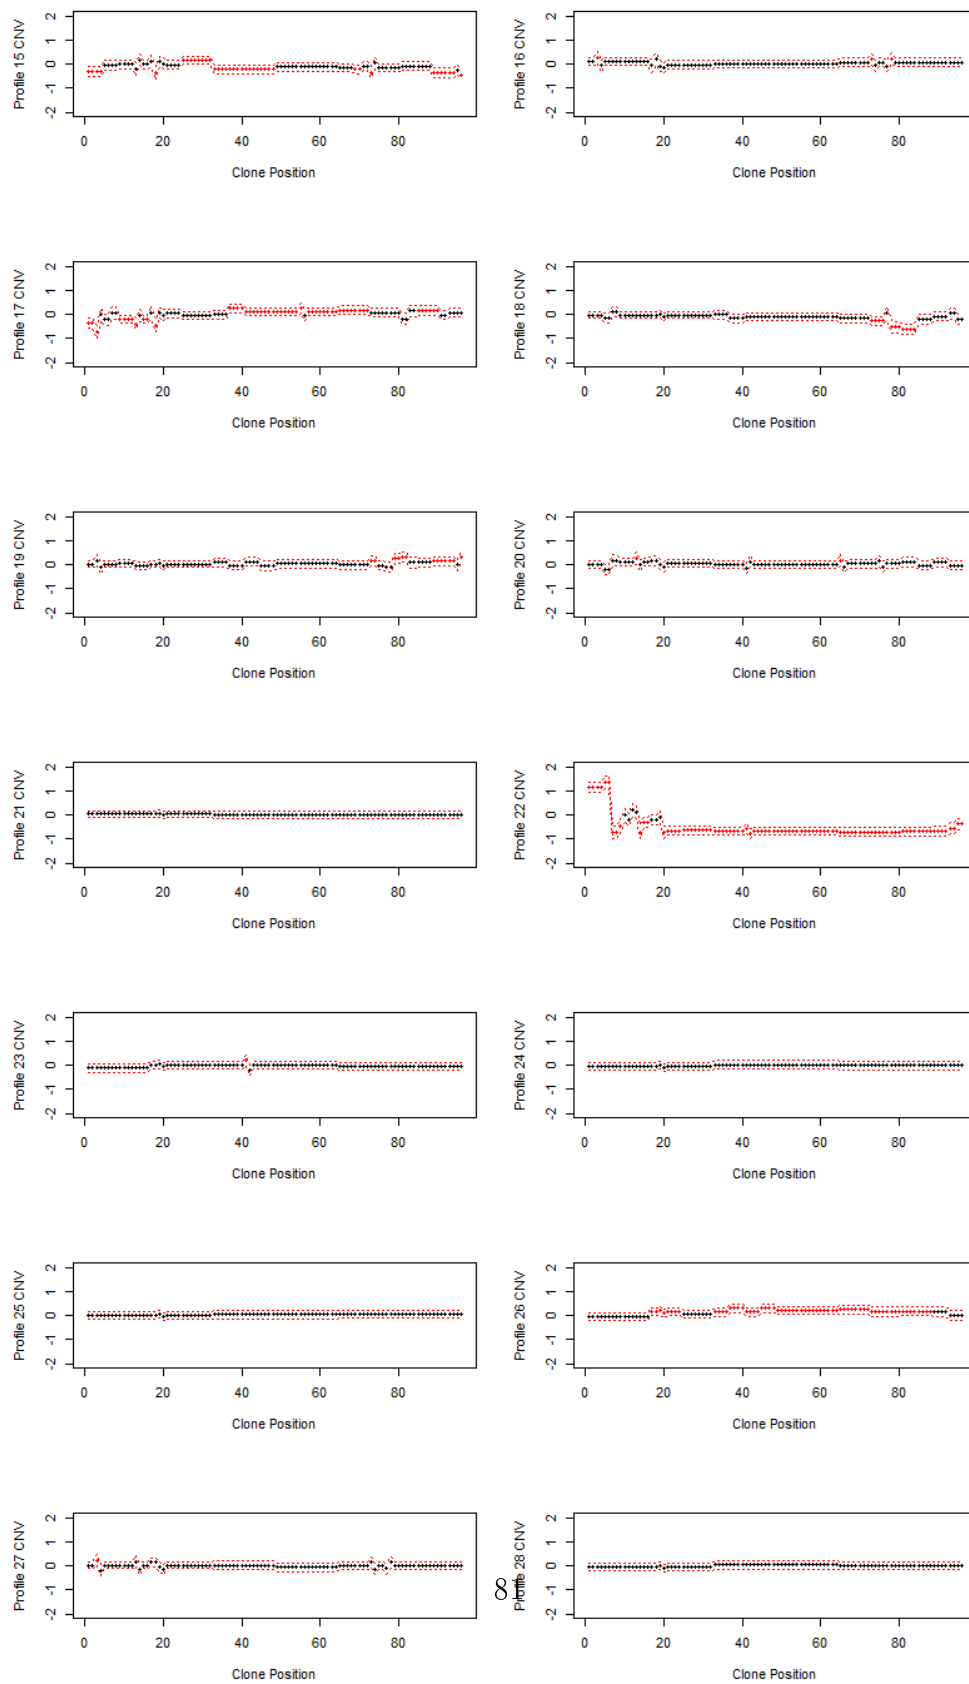 Profile 15 CNV
2
1
0
-1
-2
0 20 40 60 80
Clone Position
Profile 16 CNV
2
1
0
-1
-2
0 20 40 60 80
Clone Position
Profile 17 CNV
2
1
0
-1
-2
0 20 40 60 80
Clone Position
Profile 18 CNV
2
1
0
-1
-2
0 20 40 60 80
Clone Position
Profile 19 CNV
2
1
0
-1
-2
0 20 40 60 80
Clone Position
Profile 20 CNV
2
1
0
-1
-2
0 20 40 60 80
Clone Position
Profile 21 CNV
2
1
0
-1
-2
0 20 40 60 80
Clone Position
Profile 22 CNV
2
1
0
-1
-2
0 20 40 60 80
Clone Position
Profile 23 CNV
2
1
0
-1
-2
0 20 40 60 80
Clone Position
Profile 24 CNV
2
1
0
-1
-2
0 20 40 60 80
Clone Position
Profile 25 CNV
2
1
0
-1
-2
0 20 40 60 80
Clone Position
Profile 26 CNV
2
1
0
-1
-2
0 20 40 60 80
Clone Position
Profile 27 CNV
2
1
0
-1
-2
0 20 40 60 80
Clone Position
Profile 28 CNV
2
1
0
-1
-2
0 20 40 60 80
Clone Position
81